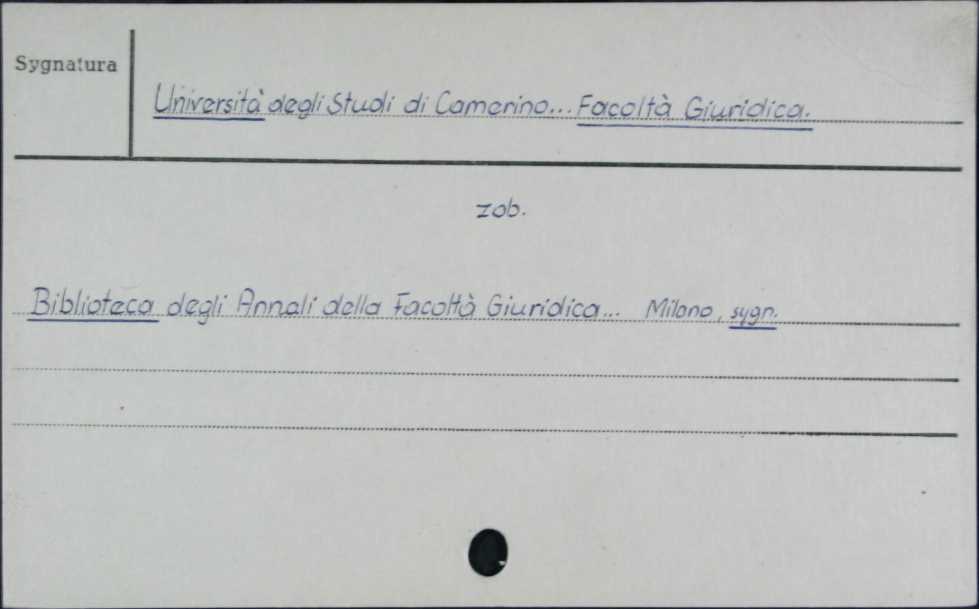 Sygnatura
Università degli Studi di Camerino... Facoltà Giuridica.
zob.
Biblioteca degli Annali della Facoltà Giuridica... Milano, sygn.